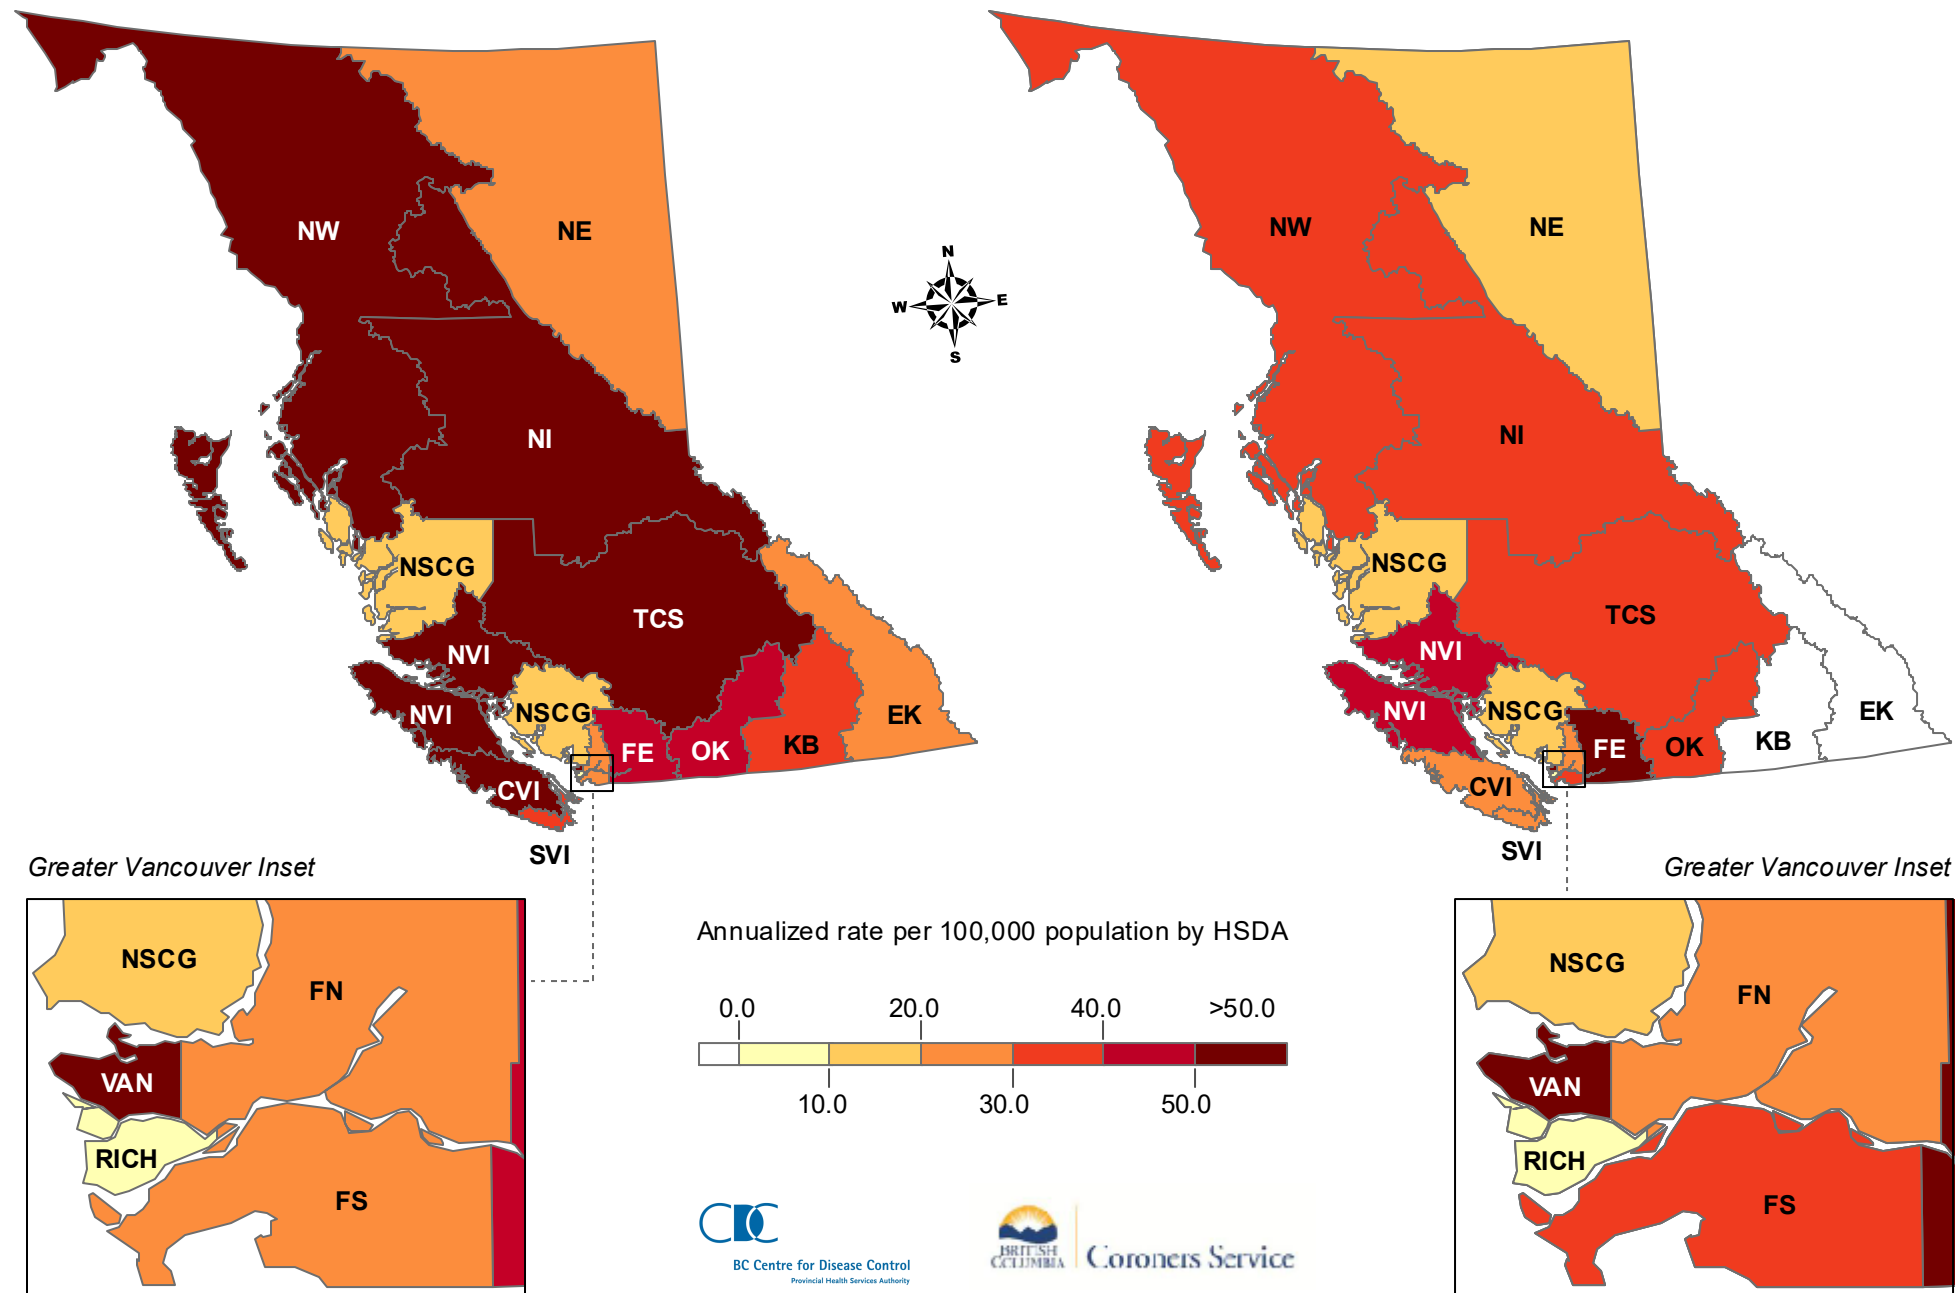 NW
NE
NI
NSCG
TCS
NVI
NVI
NSCG
FE
OK
KB
EK
CVI
SVI
N
W
E
S
NW
NE
NI
NSCG
TCS
NVI
NVI
NSCG
FE
OK
KB
EK
CVI
SVI
Greater Vancouver Inset
NSCG
FN
VAN
RICH
FS
Annualized rate per 100,000 population by HSDA
0.0 20.0 40.0 >50.0
10.0 30.0 50.0
CDC
BC Centre for Disease Control
Provincial Health Services Authority
BRITISH
COLUMBIA
Coroners Service
Greater Vancouver Inset
NSCG
FN
VAN
RICH
FS